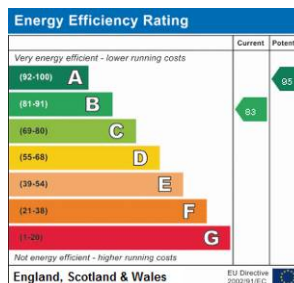 Energy Efficiency Rating
Current Potent
Very energy efficient - lower running costs
(92-100) A
95
(81-91) B
83
(69-80) C
(55-68) D
(39-54) E
(21-38) F
(1-20) G
Not energy efficient - higher running costs
England, Scotland & Wales
EU Directive
2002/91/EC